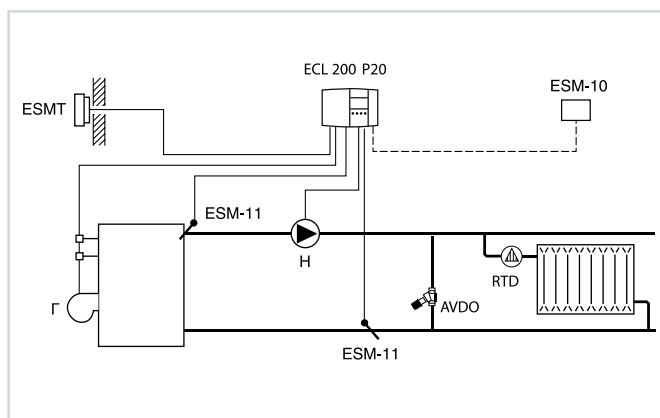 ECL 200 P20
ESM-10
ESMT
ESM-11
Н
RTD
Г
AVDO
ESM-11